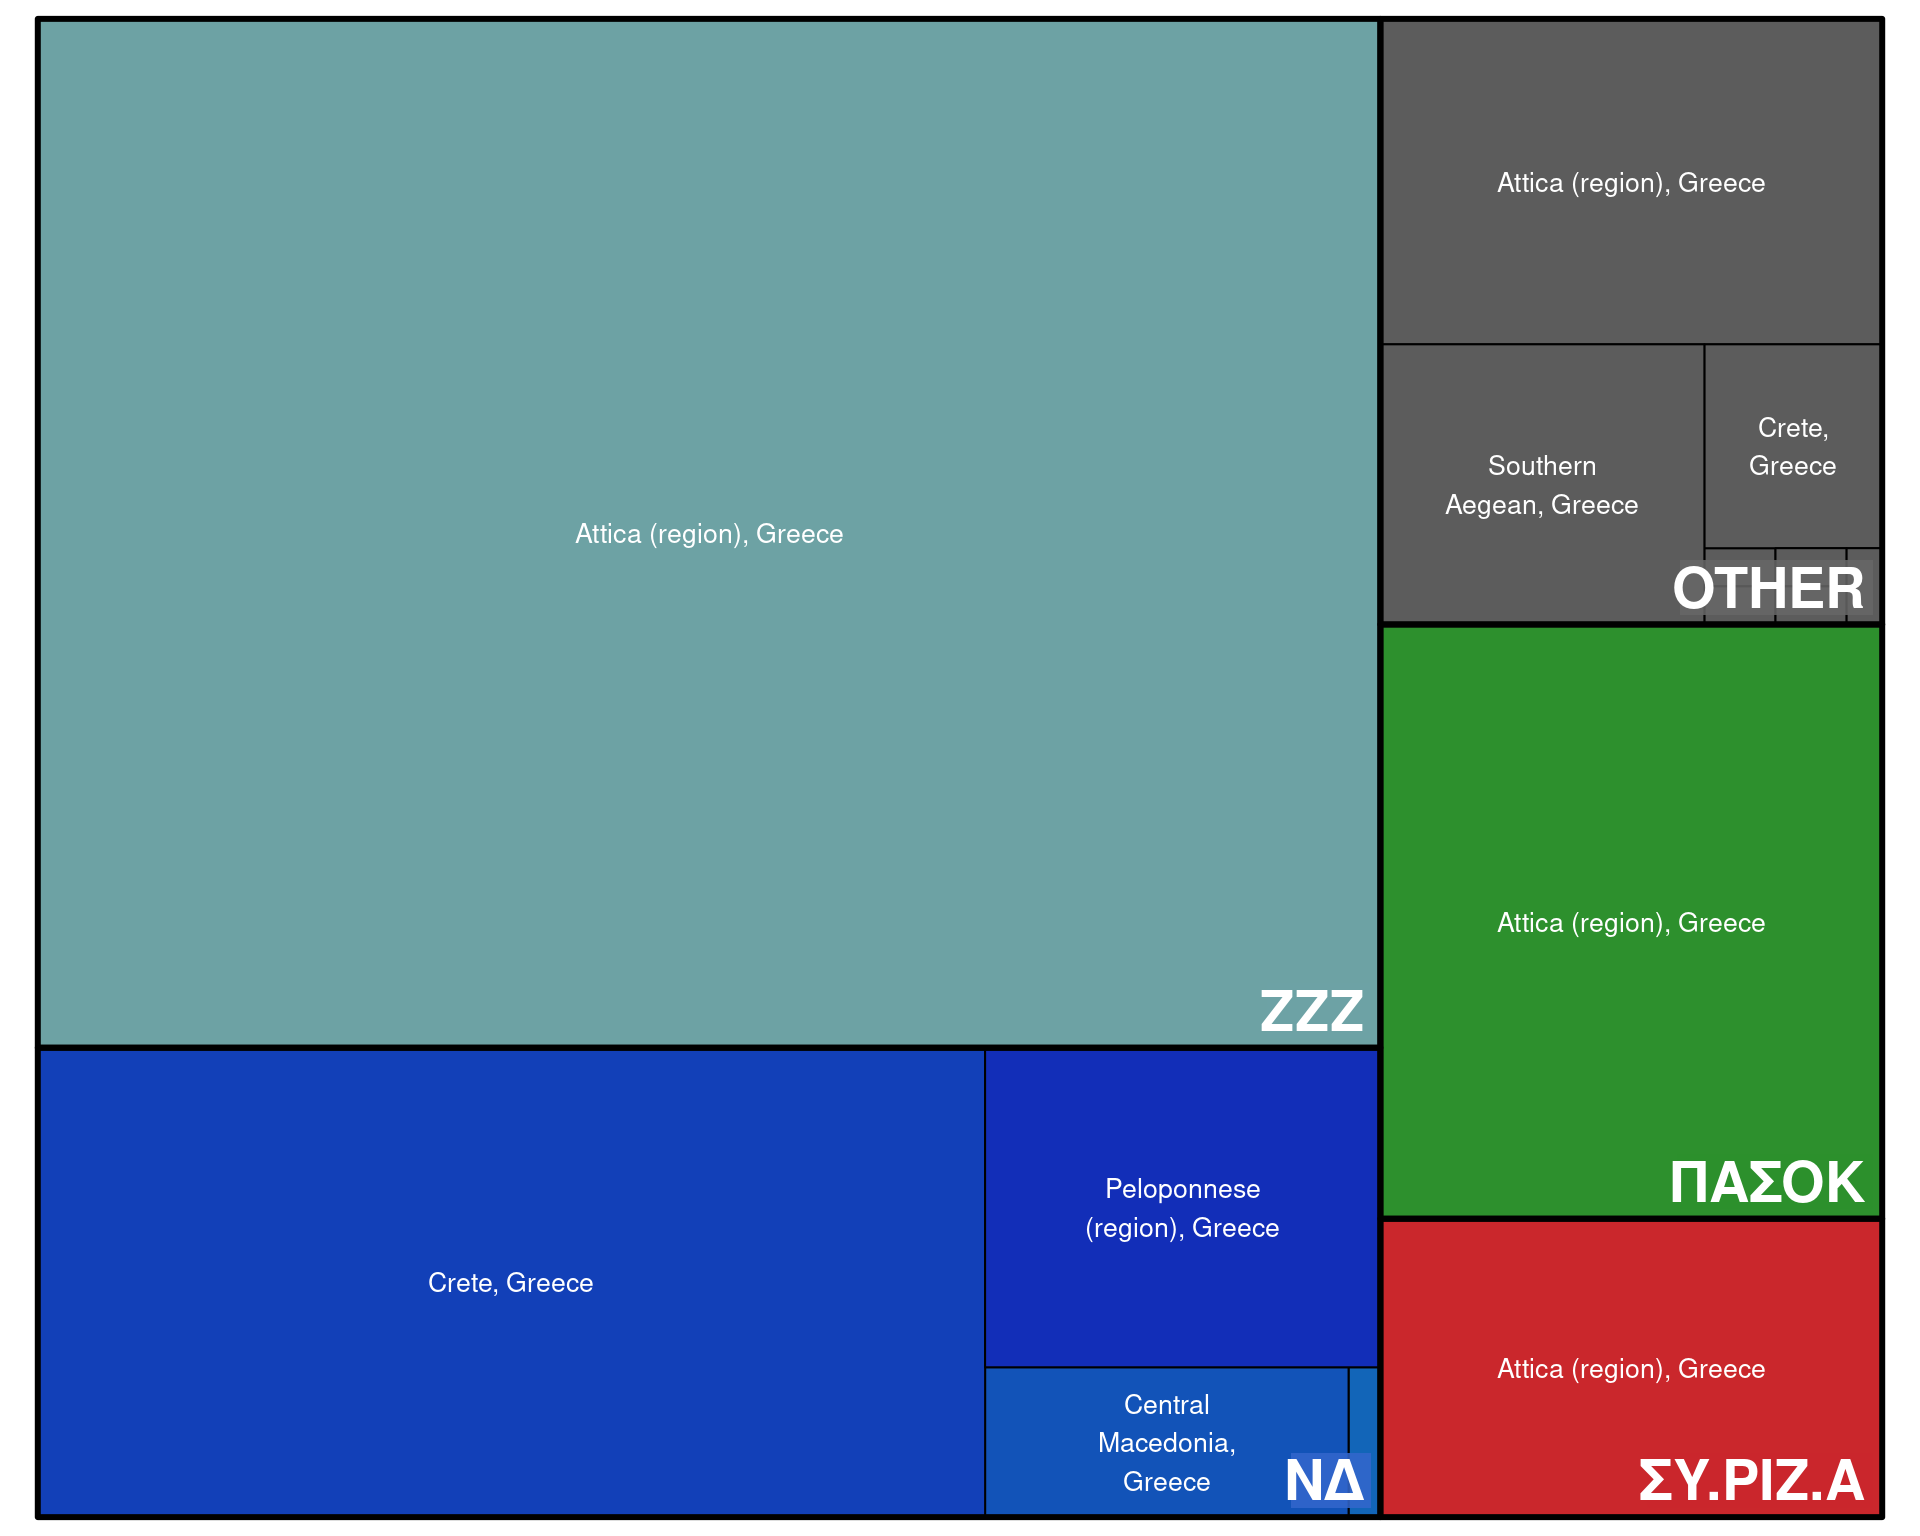 Attica (region), Greece
ZZZ
Crete, Greece
Peloponnese
(region), Greece
Central
Macedonia,
Greece
ΝΔ
Attica (region), Greece
Southern
Aegean, Greece
Crete,
Greece
OTHER
Attica (region), Greece
ΠΑΣΟΚ
Attica (region), Greece
ΣΥ.ΡΙΖ.Α